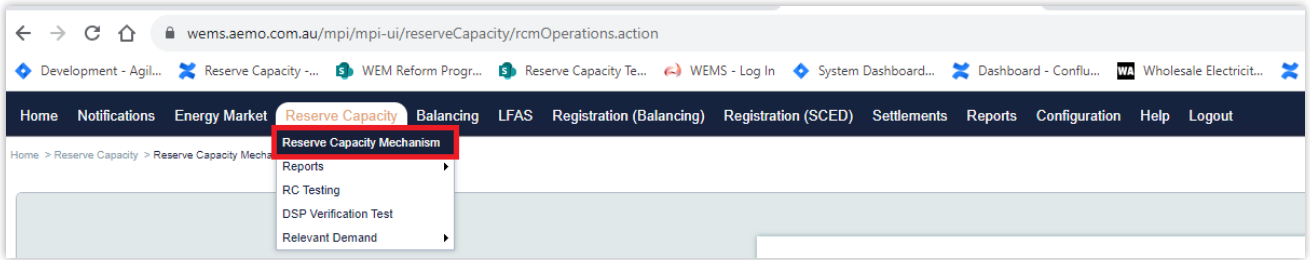 wems.aemo.com.au/mpi/mpi-ui/reserveCapacity/rcmOperations.action
Development - Agil... Reserve Capacity -... WEM Reform Progr... Reserve Capacity Te... WEMS - Log In System Dashboard... Dashboard - Conflu... WA Wholesale Electricit...
Home Notifications Energy Market Reserve Capacity Balancing LFAS Registration (Balancing) Registration (SCED) Settlements Reports Configuration Help Logout
Reserve Capacity Mechanism
Home > Reserve Capacity > Reserve Capacity Mecha
Reports
RC Testing
DSP Verification Test
Relevant Demand